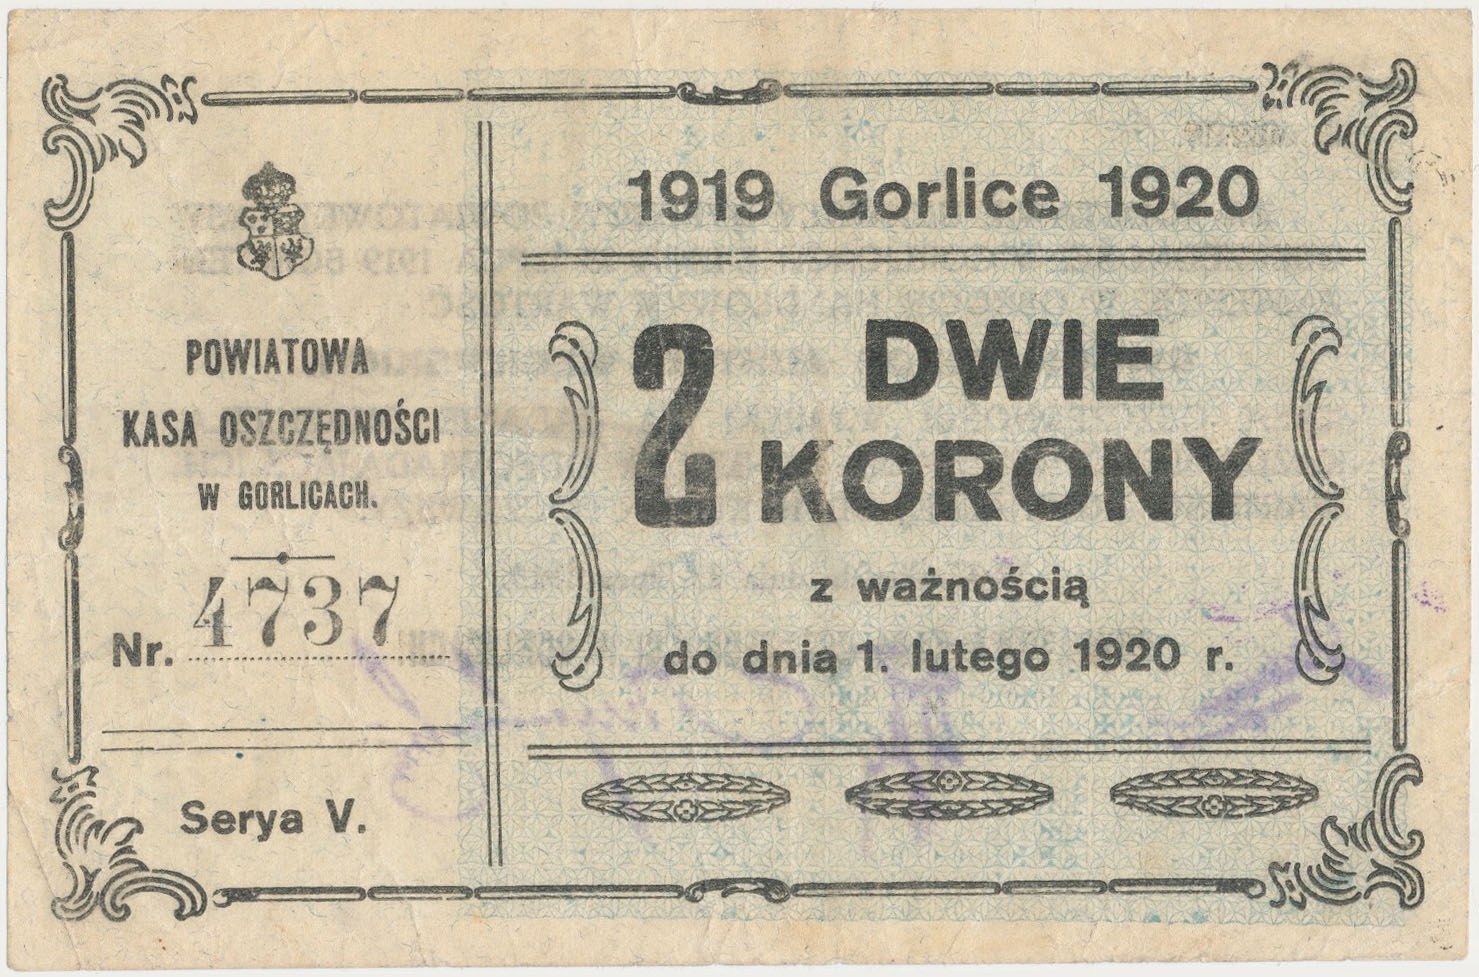 POWIATOWA
KASA OSZCZĘDNOŚCI
W GORLICACH.
Nr. 4737
Serya V.
1919 Gorlice 1920
2 DWIE
KORONY
z ważnością
do dnia 1. lutego 1920 r.